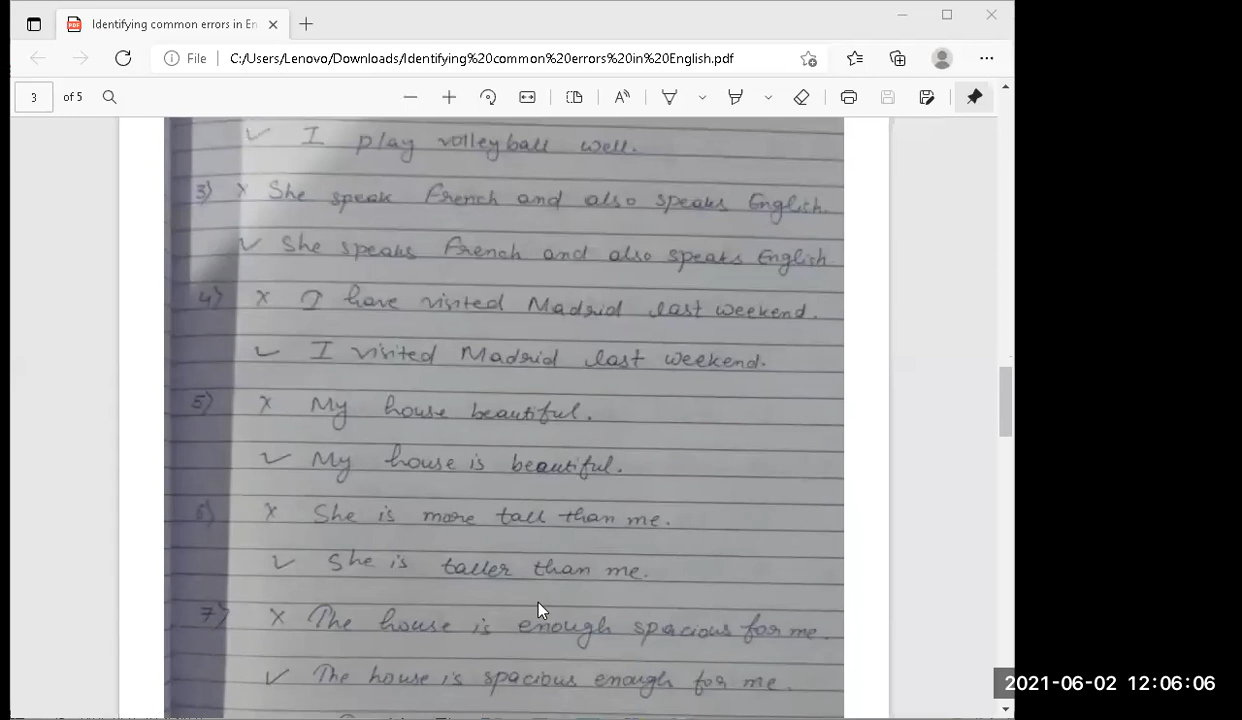 Identifying common errors in En
File
C:/Users/Lenovo/Downloads/Identifying%20common%20errors%20in%20English.pdf
3 of 5
✓ I play volleyball well.
3) x She speak French and also speaks English.
✓ She speaks French and also speaks English
4) x I have visited Madrid last weekend.
✓ I visited Madrid last weekend.
5) x My house beautiful.
✓ My house is beautiful.
6) x She is more tall than me.
✓ She is taller than me.
7) x The house is enough spacious for me.
✓ The house is spacious enough for me.
2021-06-02 12:06:06